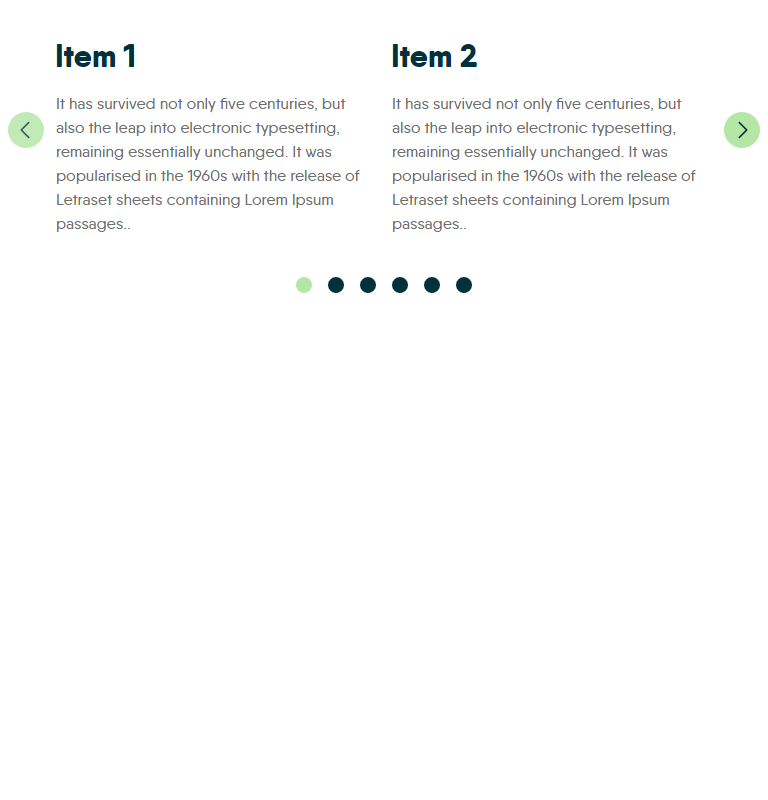 Item 1
It has survived not only five centuries, but
also the leap into electronic typesetting,
remaining essentially unchanged. It was
popularised in the 1960s with the release of
Letraset sheets containing Lorem Ipsum
passages..
Item 2
It has survived not only five centuries, but
also the leap into electronic typesetting,
remaining essentially unchanged. It was
popularised in the 1960s with the release of
Letraset sheets containing Lorem Ipsum
passages..